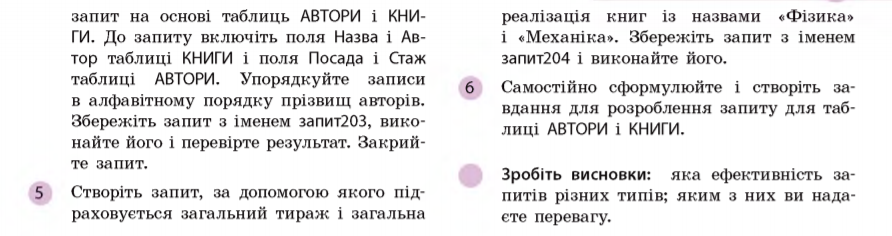 запит на основі таблиць АВТОРИ і КНИ-
ГИ. До запиту включіть поля Назва і Ав-
тор таблиці КНИГИ і поля Посада і Стаж
таблиці АВТОРИ. Упорядкуйте записи
в алфавітному порядку прізвищ авторів.
Збережіть запит з іменем запит203, вико-
найте його і перевірте результат. Закрий-
те запит.
5 Створіть запит, за допомогою якого під-
раховується загальний тираж і загальна
реалізація книг із назвами «Фізика»
і «Механіка». Збережіть запит з іменем
запит204 і виконайте його.
6 Самостійно сформулюйте і створіть за-
вдання для розроблення запиту для таб-
лиці АВТОРИ і КНИГИ.
Зробіть висновки: яка ефективність за-
питів різних типів; яким з них ви нада-
єте перевагу.